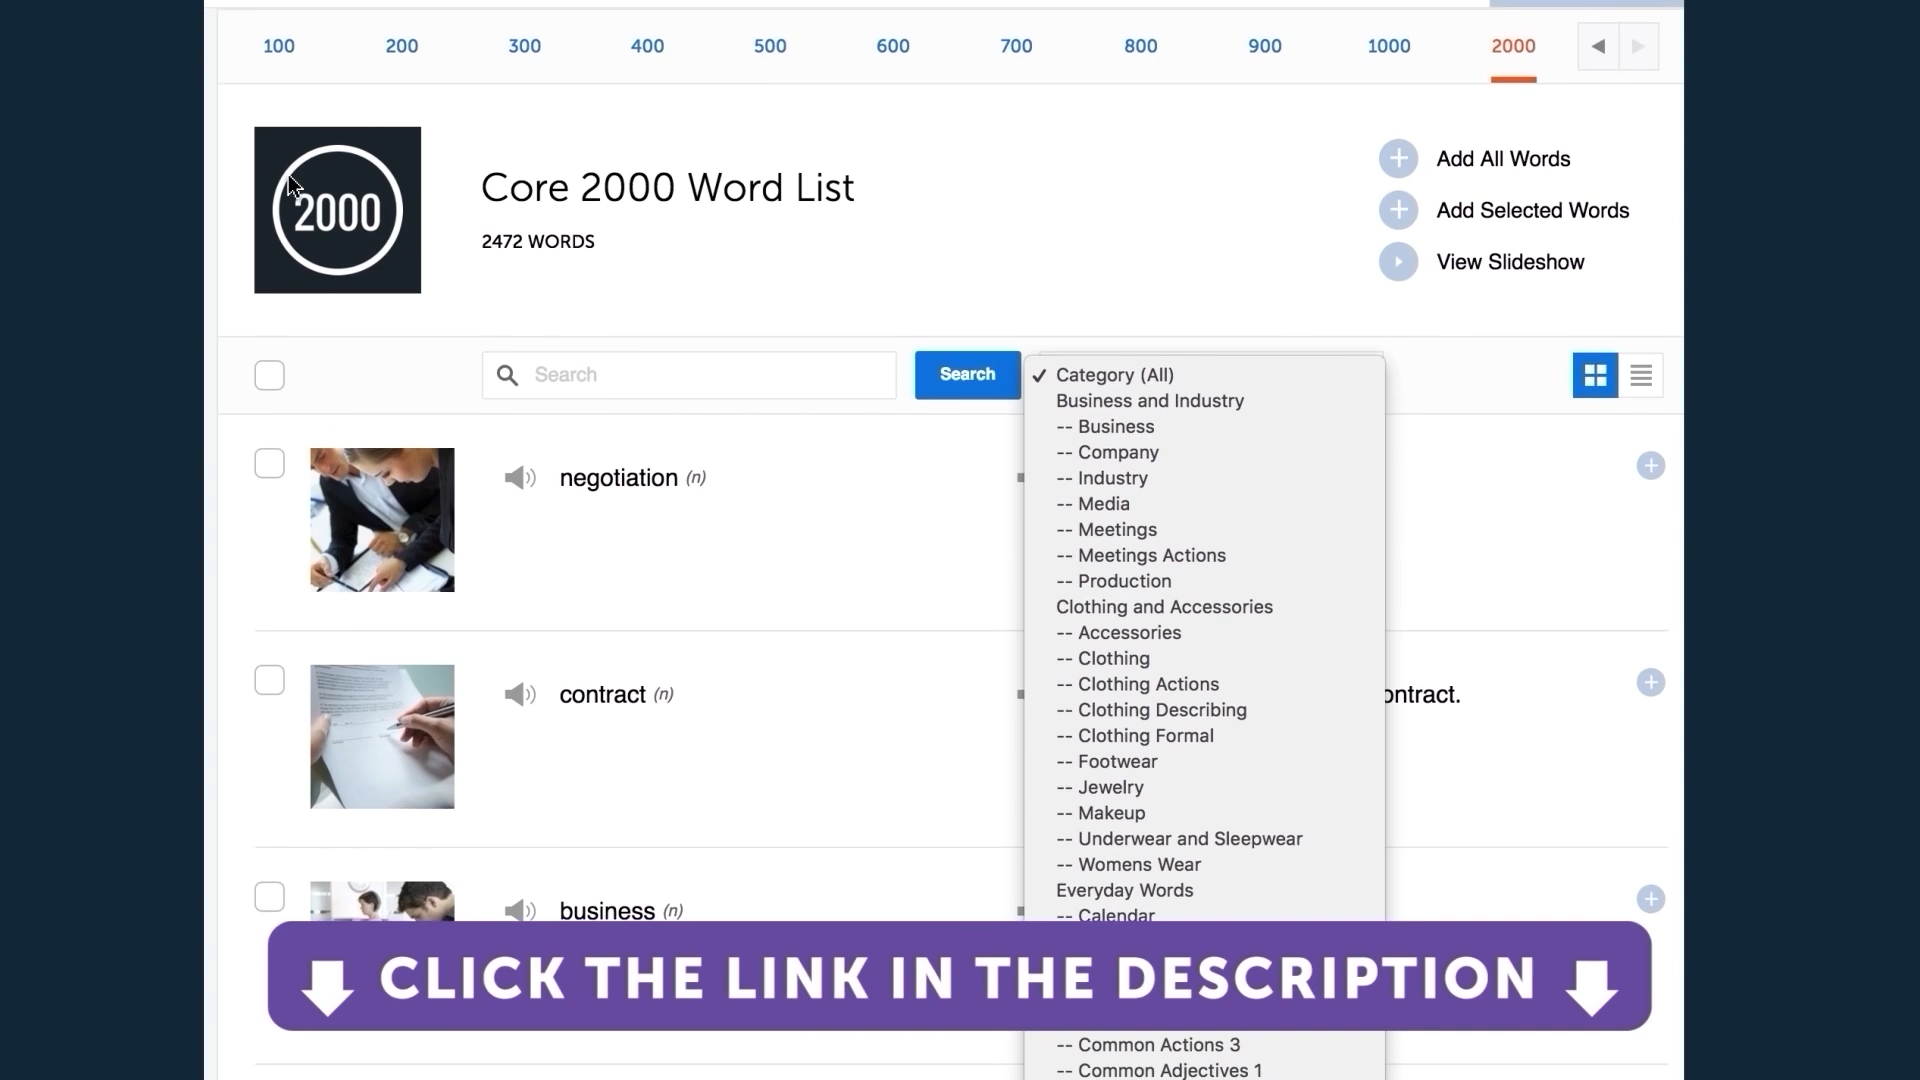 100 200 300 400 500 600 700 800 900 1000 2000
2000
Core 2000 Word List
2472 WORDS
Add All Words
Add Selected Words
View Slideshow
Search
Search
Category (All)
Business and Industry
-- Business
-- Company
-- Industry
-- Media
-- Meetings
-- Meetings Actions
-- Production
Clothing and Accessories
-- Accessories
-- Clothing
-- Clothing Actions
-- Clothing Describing
-- Clothing Formal
-- Footwear
-- Jewelry
-- Makeup
-- Underwear and Sleepwear
-- Womens Wear
Everyday Words
-- Calendar
negotiation (n)
contract (n)
ontract.
business (n)
CLICK THE LINK IN THE DESCRIPTION
-- Common Actions 3
-- Common Adjectives 1